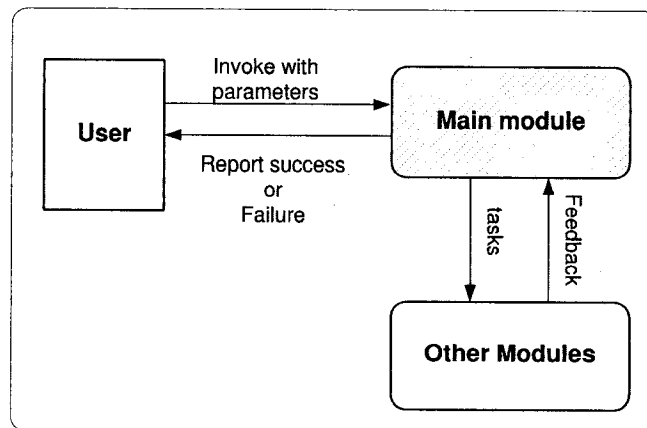 Invoke with
parameters
User
Main module
Report success
or
Failure
tasks
Feedback
Other Modules